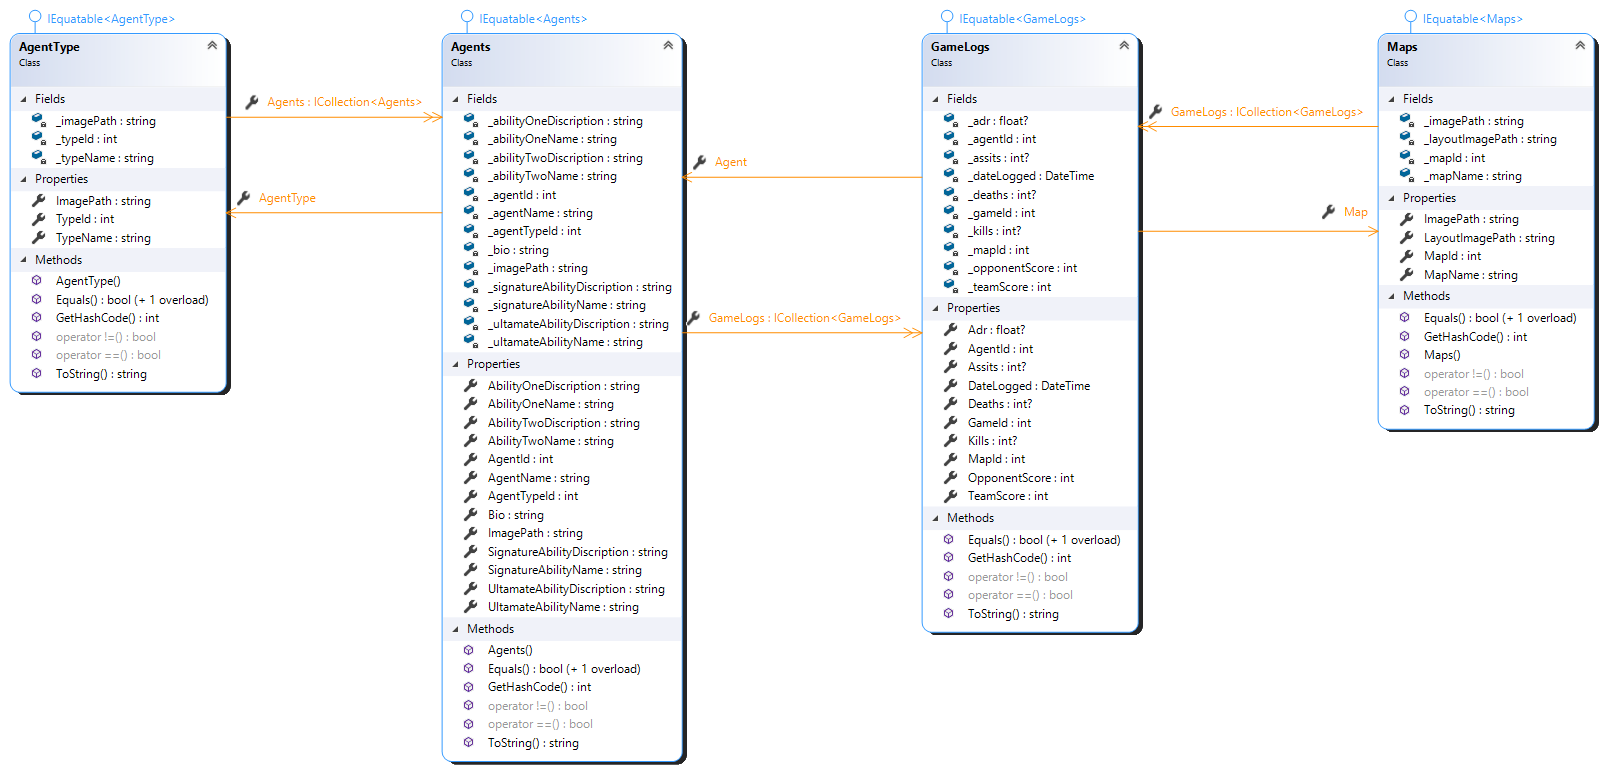 IEquatable<AgentType>
AgentType
Class
Fields
_imagePath : string
_typeId : int
_typeName : string
Properties
ImagePath : string
TypeId : int
TypeName : string
Methods
AgentType()
Equals() : bool (+ 1 overload)
GetHashCode() : int
operator !=() : bool
operator ==() : bool
ToString() : string
Agents : ICollection<Agents>
AgentType
IEquatable<Agents>
Agents
Class
Fields
_abilityOneDiscription : string
_abilityOneName : string
_abilityTwoDiscription : string
_abilityTwoName : string
_agentId : int
_agentName : string
_agentTypeId : int
_bio : string
_imagePath : string
_signatureAbilityDiscription : string
_signatureAbilityName : string
_ultamateAbilityDiscription : string
_ultamateAbilityName : string
Properties
AbilityOneDiscription : string
AbilityOneName : string
AbilityTwoDiscription : string
AbilityTwoName : string
AgentId : int
AgentName : string
AgentTypeId : int
Bio : string
ImagePath : string
SignatureAbilityDiscription : string
SignatureAbilityName : string
UltamateAbilityDiscription : string
UltamateAbilityName : string
Methods
Agents()
Equals() : bool (+ 1 overload)
GetHashCode() : int
operator !=() : bool
operator ==() : bool
ToString() : string
Agent
GameLogs : ICollection<GameLogs>
IEquatable<GameLogs>
GameLogs
Class
Fields
_adr : float?
_agentId : int
_assits : int?
_dateLogged : DateTime
_deaths : int?
_gameId : int
_kills : int?
_mapId : int
_opponentScore : int
_teamScore : int
Properties
Adr : float?
AgentId : int
Assits : int?
DateLogged : DateTime
Deaths : int?
GameId : int
Kills : int?
MapId : int
OpponentScore : int
TeamScore : int
Methods
Equals() : bool (+ 1 overload)
GetHashCode() : int
operator !=() : bool
operator ==() : bool
ToString() : string
GameLogs : ICollection<GameLogs>
Map
IEquatable<Maps>
Maps
Class
Fields
_imagePath : string
_layoutImagePath : string
_mapId : int
_mapName : string
Properties
ImagePath : string
LayoutImagePath : string
MapId : int
MapName : string
Methods
Equals() : bool (+ 1 overload)
GetHashCode() : int
Maps()
operator !=() : bool
operator ==() : bool
ToString() : string